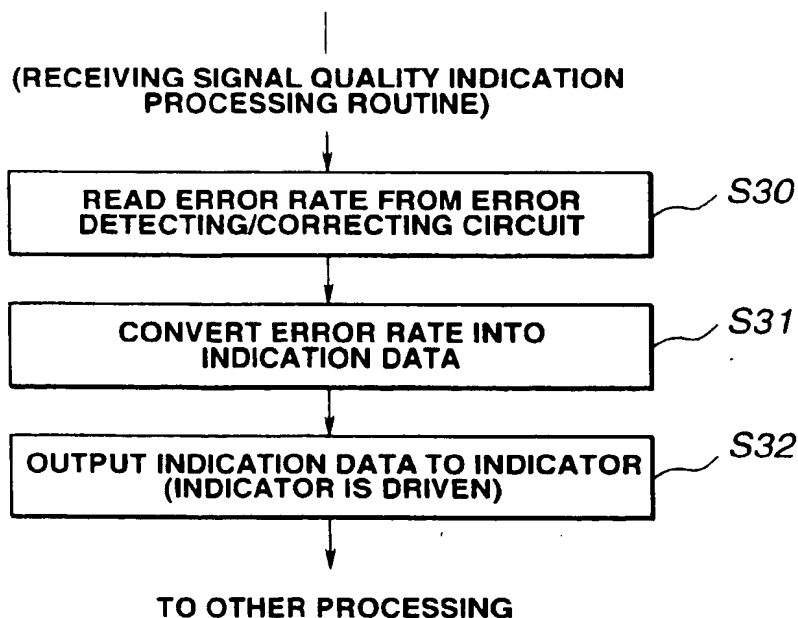 (RECEIVING SIGNAL QUALITY INDICATION
PROCESSING ROUTINE)
READ ERROR RATE FROM ERROR
DETECTING/CORRECTING CIRCUIT
S30
CONVERT ERROR RATE INTO
INDICATION DATA
S31
OUTPUT INDICATION DATA TO INDICATOR
(INDICATOR IS DRIVEN)
S32
TO OTHER PROCESSING